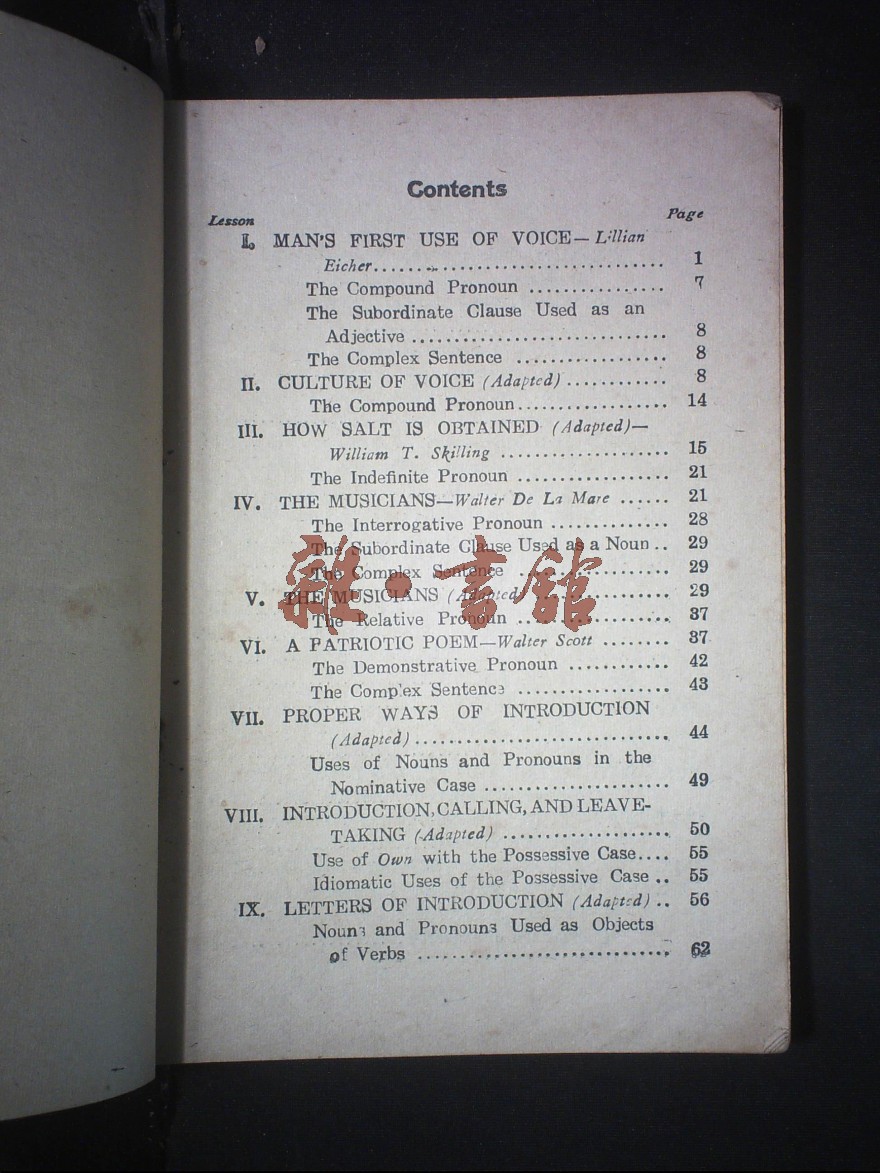 Contents
Lesson Page
I. MAN'S FIRST USE OF VOICE—Lillian
Eicher........................................ 1
The Compound Pronoun ................ 7
The Subordinate Clause Used as an
Adjective .............................. 8
The Complex Sentence .................. 8
II. CULTURE OF VOICE (Adapted)............ 8
The Compound Pronoun.................. 14
III. HOW SALT IS OBTAINED (Adapted)—
William T. Skilling .................... 15
The Indefinite Pronoun .................. 21
IV. THE MUSICIANS—Walter De La Mare ...... 21
The Interrogative Pronoun .............. 28
The Subordinate Clause Used as a Noun .. 29
The Complex Sentence .................. 29
V. THE MUSICIANS (Adapted) .............. 29
The Relative Pronoun .................. 37
VI. A PATRIOTIC POEM—Walter Scott ........ 37
The Demonstrative Pronoun ............ 42
The Complex Sentence .................. 43
VII. PROPER WAYS OF INTRODUCTION
(Adapted).............................. 44
Uses of Nouns and Pronouns in the
Nominative Case ...................... 49
VIII. INTRODUCTION, CALLING, AND LEAVE-
TAKING (Adapted) .................... 50
Use of Own with the Possessive Case.... 55
Idiomatic Uses of the Possessive Case .. 55
IX. LETTERS OF INTRODUCTION (Adapted) .. 56
Nouns and Pronouns Used as Objects
of Verbs .............................. 62
雜·書館